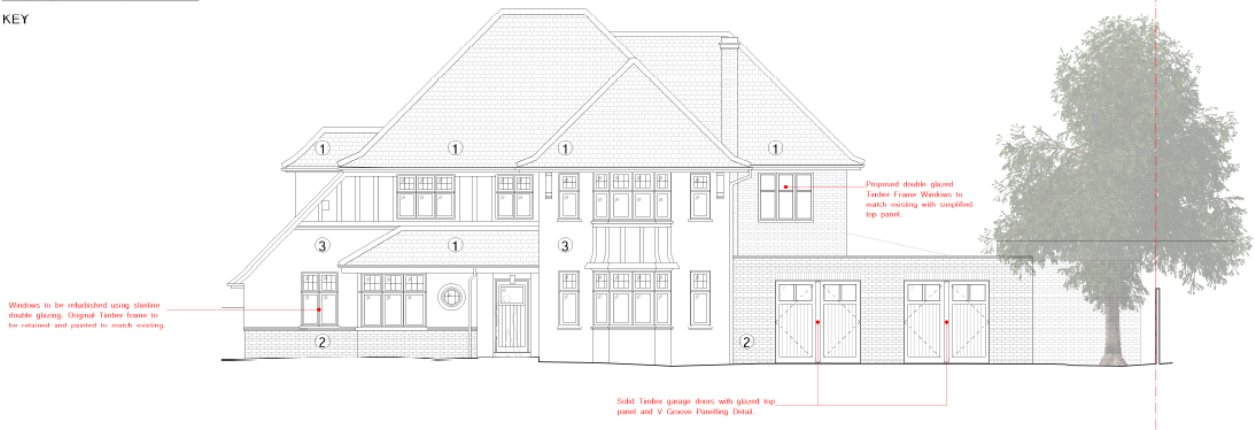 KEY
1
1
1
1
Proposed double glazed
Timber Frame Windows to
match existing with simplified
top panel.
3
1
3
Windows to be refurbished using slimline
double glazing. Original Timber frame to
be retained and painted to match existing.
2
2
Solid Timber garage doors with glazed top
panel and V Groove Panelling Detail.